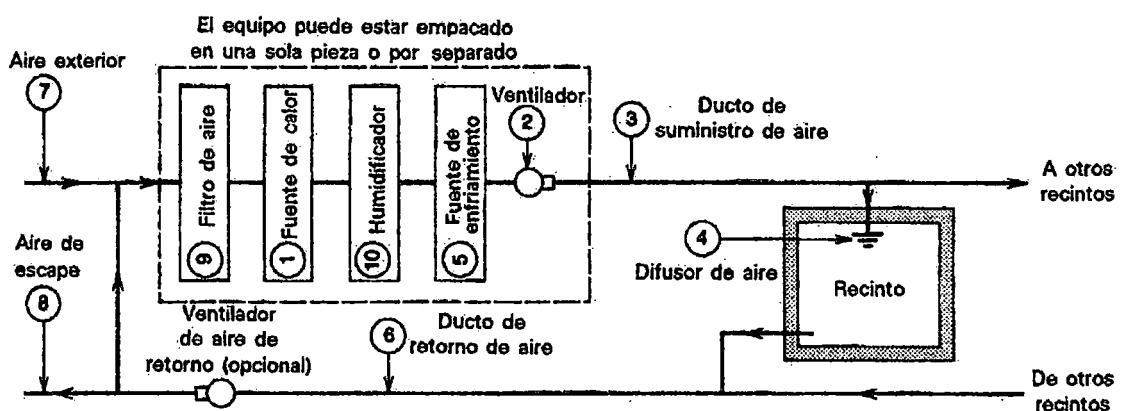 El equipo puede estar empacado
en una sola pieza o por separado
Aire exterior
7
Filtro de aire
9
Fuente de calor
1
Humidificador
10
Fuente de
enfriamiento
5
Ventilador
2
3
Ducto de
suministro de aire
A otros
recintos
4
Difusor de aire
Recinto
Aire de
escape
8
Ventilador
de aire de
retorno (opcional)
6
Ducto de
retorno de aire
De otros
recintos